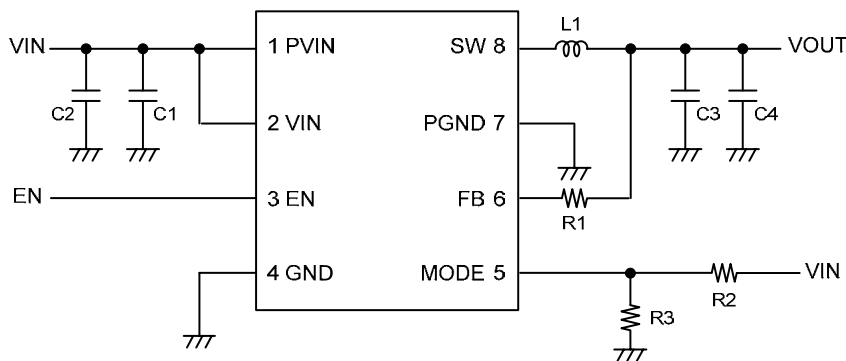 L1
VIN
1 PVIN
SW 8
VOUT
C2
C1
C3
C4
2 VIN
PGND 7
EN
3 EN
FB 6
R1
4 GND
MODE 5
VIN
R2
R3